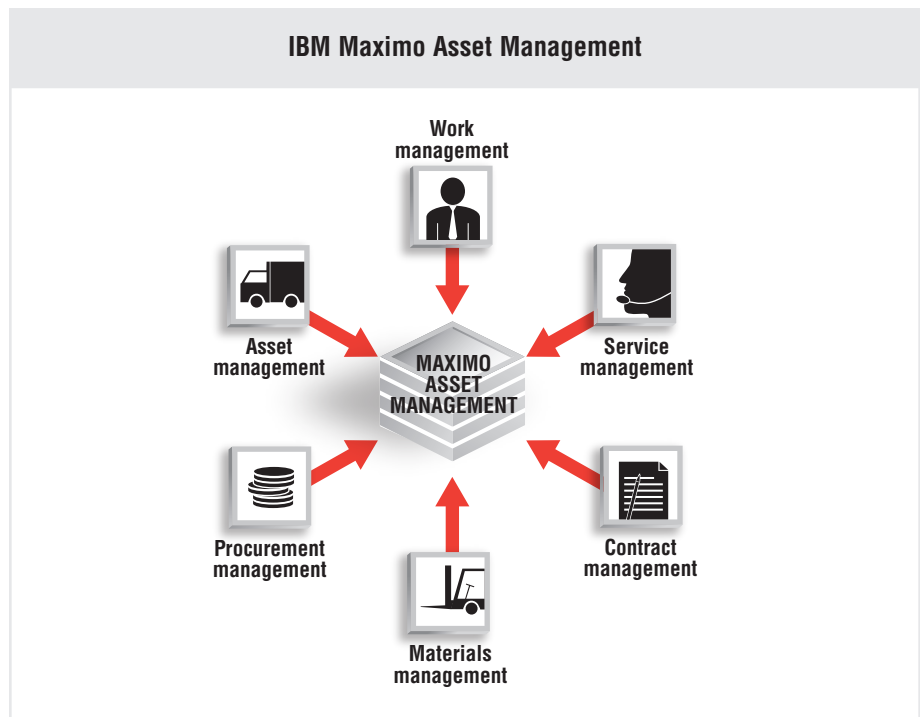 IBM Maximo Asset Management
Work
management
Asset
management
Service
management
MAXIMO
ASSET
MANAGEMENT
Procurement
management
Contract
management
Materials
management